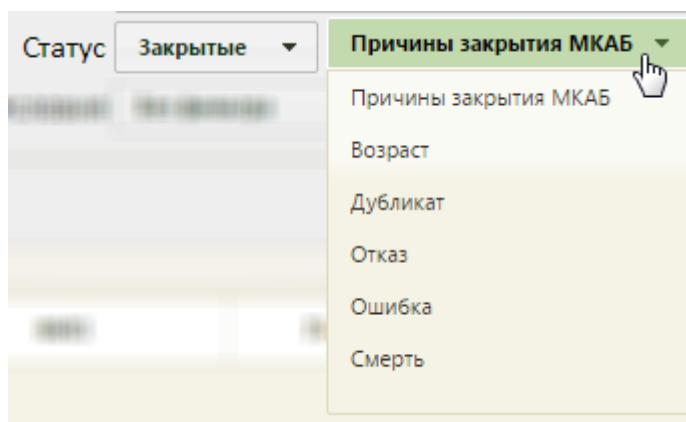 Статус Закрытые Причины закрытия МКАБ
Причины закрытия МКАБ
Возраст
Дубликат
Отказ
Ошибка
Смерть